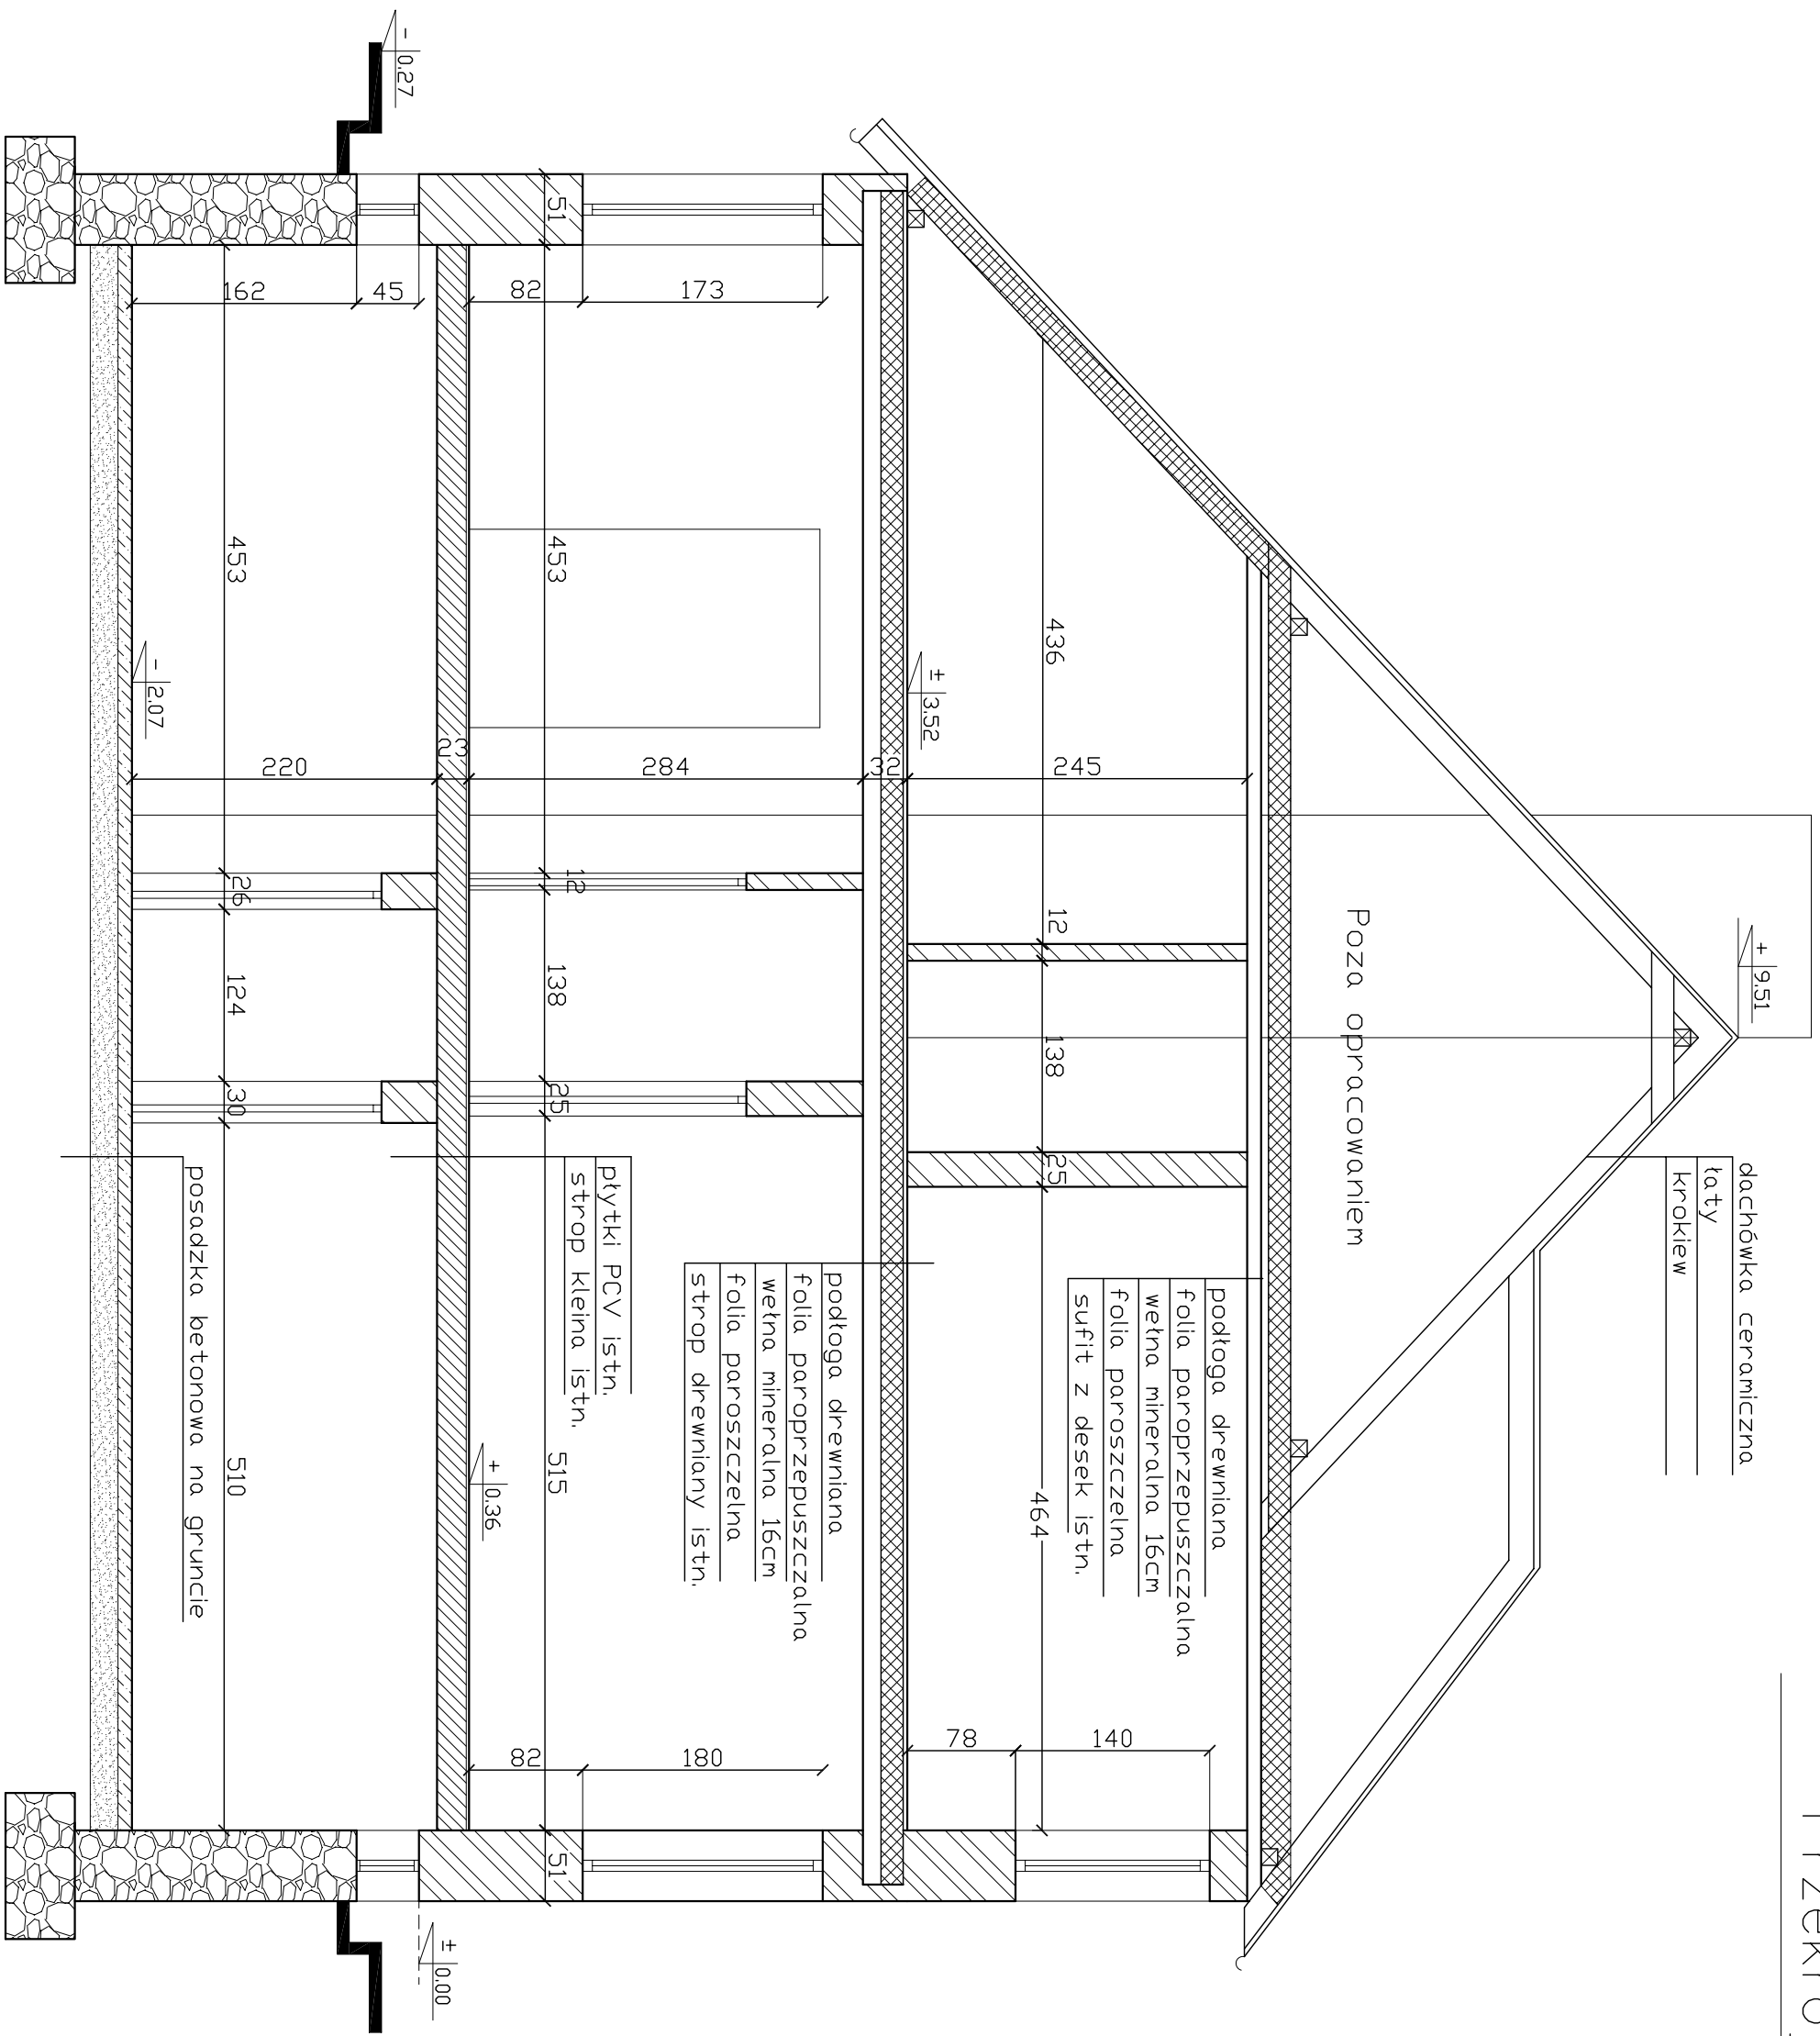 Przekrój
+ 9.51
dachówka ceramiczna
łaty
krokiew
Poza opracowaniem
podłoga drewniana
folia paroprzepuszczalna
wełna mineralna 16cm
folia paroszczelna
sufit z desek istn.
245
436
12
138
25
464
140
78
± 3.52
32
podłoga drewniana
folia paroprzepuszczalna
wełna mineralna 16cm
folia paroszczelna
strop drewniany istn.
173
284
180
płytki PCV istn.
strop kleina istn.
51
453
12
138
25
515
51
82
82
+ 0.36
23
± 0.00
- 0.27
45
162
220
453
26
124
30
510
posadzka betonowa na gruncie
- 2.07